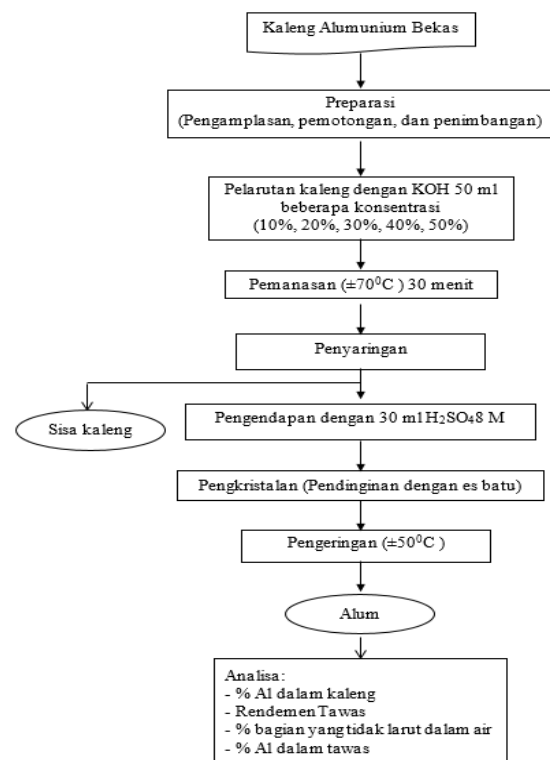 Kaleng Alumunium Bekas
Preparasi
(Pengamplasan, pemotongan, dan penimbangan)
Pelarutan kaleng dengan KOH 50 ml
beberapa konsentrasi
(10%, 20%, 30%, 40%, 50%)
Pemanasan (±70⁰C ) 30 menit
Penyaringan
Sisa kaleng
Pengendapan dengan 30 ml H₂SO₄ 8 M
Pengkristalan (Pendinginan dengan es batu)
Pengeringan (±50⁰C )
Alum
Analisa:
- % Al dalam kaleng
- Rendemen Tawas
- % bagian yang tidak larut dalam air
- % Al dalam tawas